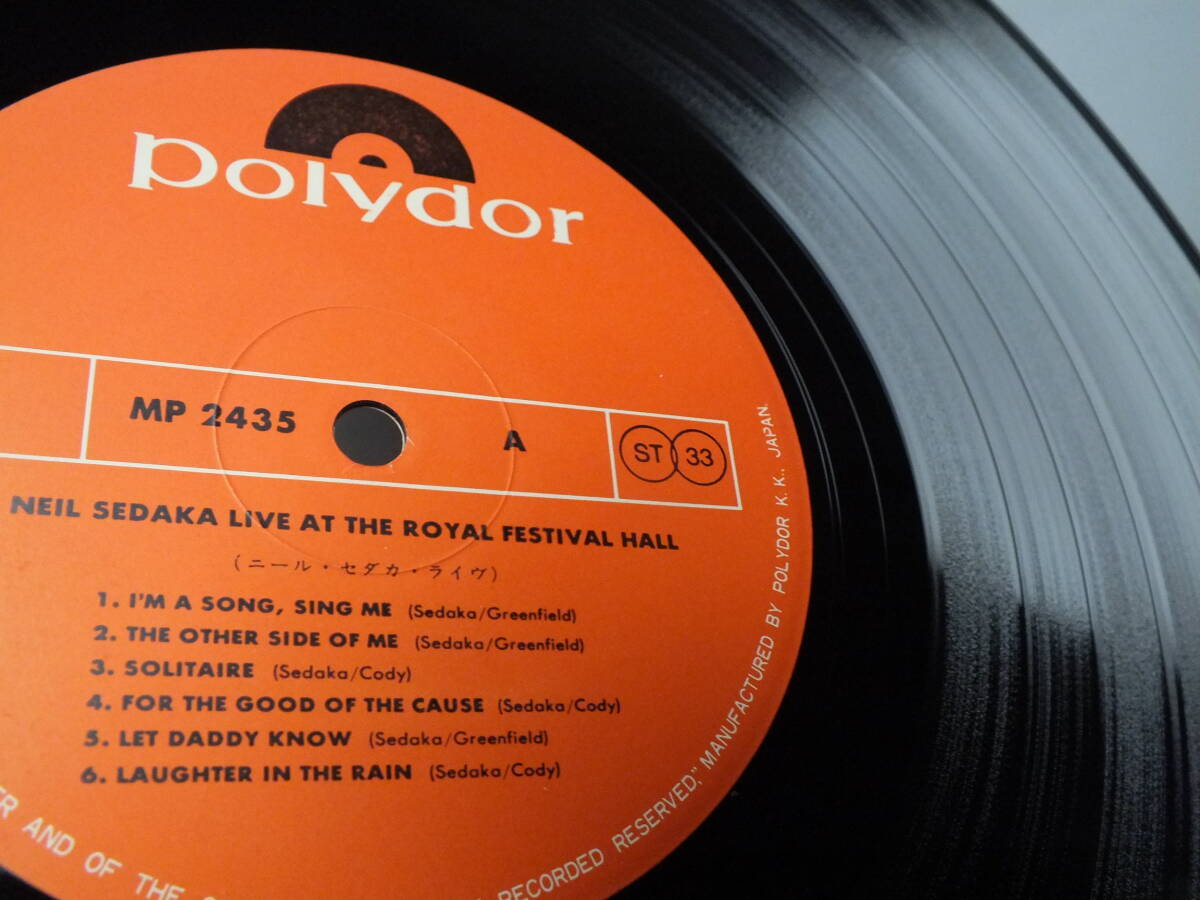 polydor
MP 2435
A
ST 33
NEIL SEDAKA LIVE AT THE ROYAL FESTIVAL HALL
(ニール・セダカ・ライヴ)
1. I'M A SONG, SING ME (Sedaka/Greenfield)
2. THE OTHER SIDE OF ME (Sedaka/Greenfield)
3. SOLITAIRE (Sedaka/Cody)
4. FOR THE GOOD OF THE CAUSE (Sedaka/Cody)
5. LET DADDY KNOW (Sedaka/Greenfield)
6. LAUGHTER IN THE RAIN (Sedaka/Cody)
AND OF THE
RECORDED RESERVED," MANUFACTURED BY POLYDOR K.K., JAPAN.